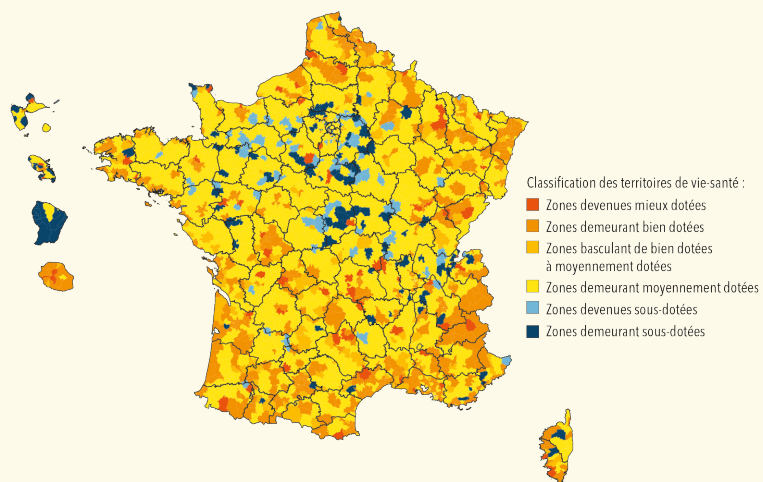 Classification des territoires de vie-santé :
Zones devenues mieux dotées
Zones demeurant bien dotées
Zones basculant de bien dotées
à moyennement dotées
Zones demeurant moyennement dotées
Zones devenues sous-dotées
Zones demeurant sous-dotées